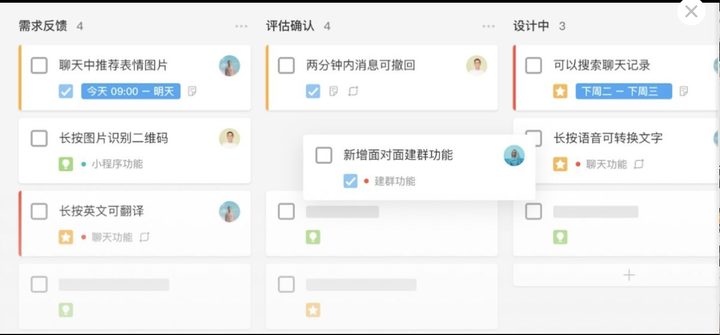 需求反馈 4
聊天中推荐表情图片
今天 09:00 — 明天
长按图片识别二维码
小程序功能
长按英文可翻译
聊天功能
评估确认 4
两分钟内消息可撤回
新增面对面建群功能
建群功能
设计中 3
可以搜索聊天记录
下周二 — 下周三
长按语音可转换文字
聊天功能